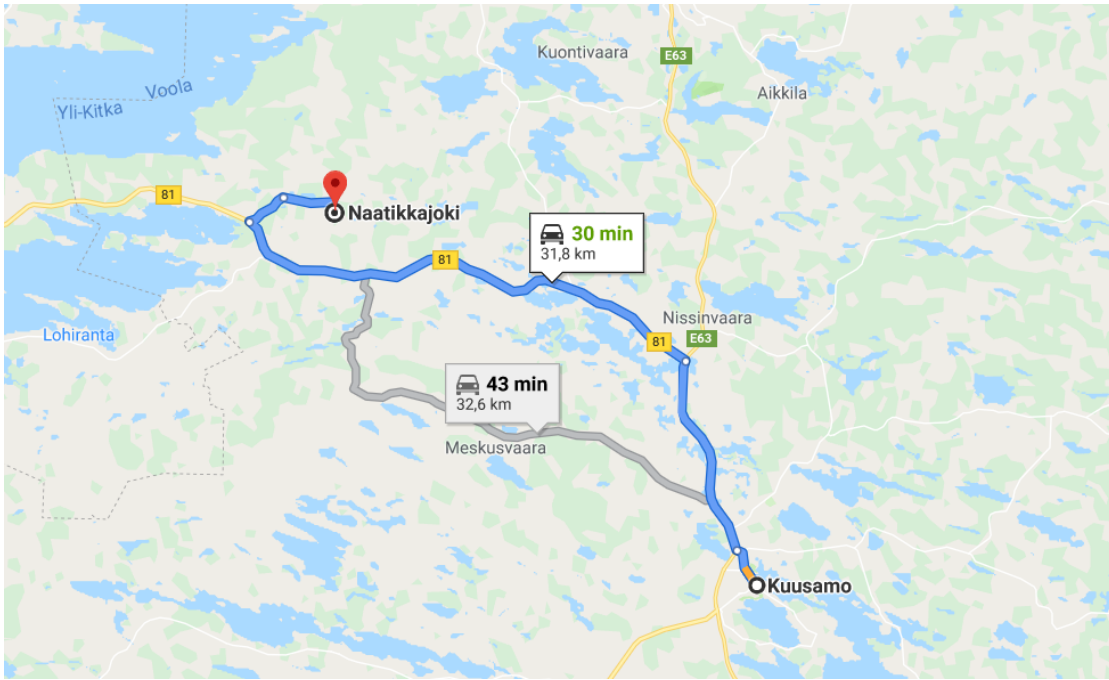 Kuontivaara
E63
Voola
Yli-Kitka
Aikkila
81
Naatikkajoki
30 min
31,8 km
81
Nissinvaara
E63
81
Lohiranta
43 min
32,6 km
Meskusvaara
Kuusamo